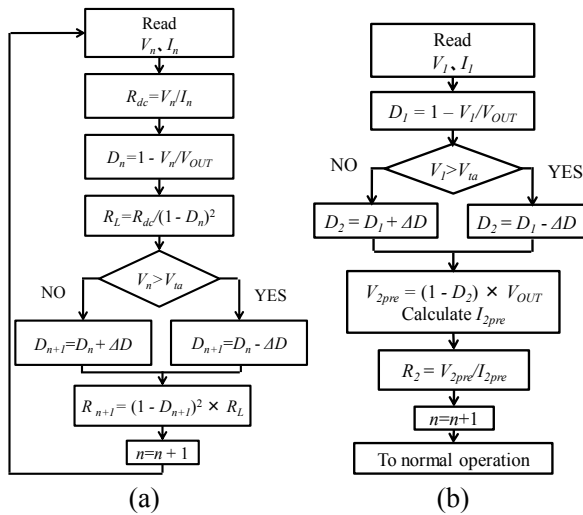 Read
Vn、In
Rdc=Vn/In
Dn=1 - Vn/VOUT
RL=Rdc/(1 - Dn)²
Vn>Vta
NO
YES
Dn+1=Dn + ΔD
Dn+1=Dn - ΔD
R n+1= (1 - Dn+1)² × RL
n=n + 1
(a)
Read
V1、I1
D1 = 1 – V1/VOUT
V1>Vta
NO
YES
D2 = D1 + ΔD
D2 = D1 - ΔD
V2pre = (1 - D2) × VOUT
Calculate I2pre
R2 = V2pre/I2pre
n=n+1
To normal operation
(b)